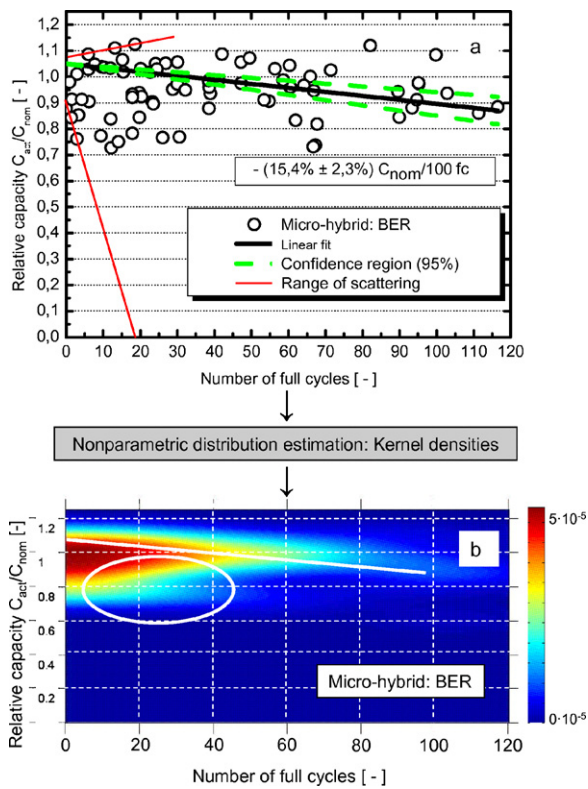 1,2
1,1
1,0
0,9
0,8
0,7
0,6
0,5
0,4
0,3
0,2
0,1
0,0
Relative capacity C_act/C_nom [ - ]
a
- (15,4% ± 2,3%) C_nom/100 fc
Micro-hybrid: BER
Linear fit
Confidence region (95%)
Range of scattering
0 10 20 30 40 50 60 70 80 90 100 110 120
Number of full cycles [ - ]
Nonparametric distribution estimation: Kernel densities
Relative capacity C_act/C_nom [-]
1.2
1
0.8
0.6
0.4
0.2
b
Micro-hybrid: BER
5·10⁻⁵
0·10⁻⁵
0 20 40 60 80 100 120
Number of full cycles [ - ]